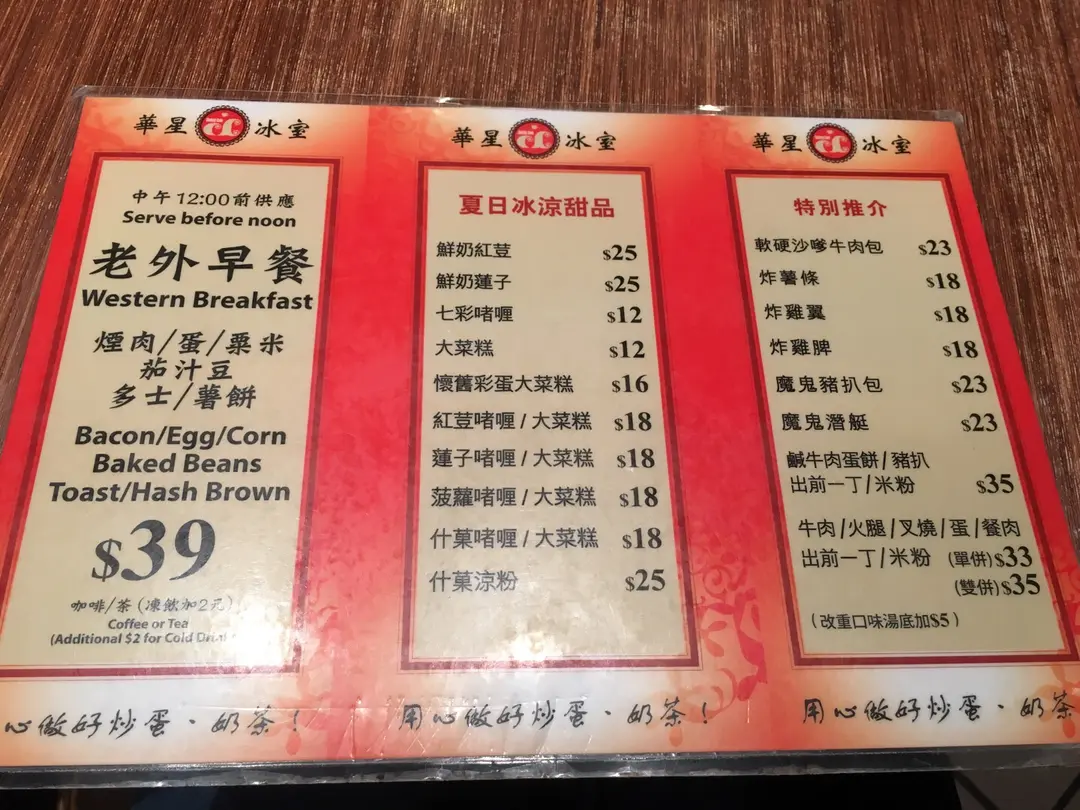 華星冰室
中午12:00前供應
Serve before noon
老外早餐
Western Breakfast
煙肉/蛋/粟米
茄汁豆
多士/薯餅
Bacon/Egg/Corn
Baked Beans
Toast/Hash Brown
$39
咖啡/茶(凍飲加2元)
Coffee or Tea
(Additional $2 for Cold Drink
心做好炒蛋、奶茶!
華星冰室
夏日冰涼甜品
鮮奶紅荳 $25
鮮奶蓮子 $25
七彩啫喱 $12
大菜糕 $12
懷舊彩蛋大菜糕 $16
紅荳啫喱/大菜糕 $18
蓮子啫喱/大菜糕 $18
菠蘿啫喱/大菜糕 $18
什菓啫喱/大菜糕 $18
什菓涼粉 $25
用心做好炒蛋、奶茶!
華星冰室
特別推介
軟硬沙嗲牛肉包 $23
炸薯條 $18
炸雞翼 $18
炸雞脾 $18
魔鬼豬扒包 $23
魔鬼潛艇 $23
鹹牛肉蛋餅/豬扒
出前一丁/米粉 $35
牛肉/火腿/叉燒/蛋/餐肉
出前一丁/米粉 (單併)$33
(雙併)$35
(改重口味湯底加$5)
用心做好炒蛋、奶茶